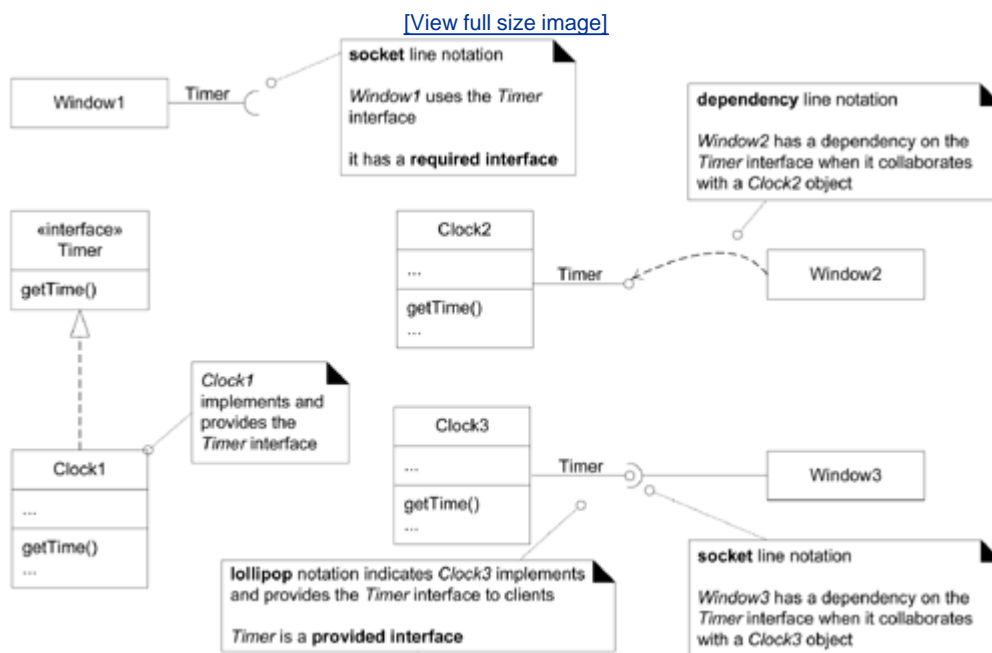 [View full size image]
socket line notation
Window1 uses the Timer
interface
it has a required interface
Window1
Timer
dependency line notation
Window2 has a dependency on the
Timer interface when it collaborates
with a Clock2 object
«interface»
Timer
getTime()
Clock2
...
getTime()
...
Timer
Window2
Clock1
implements and
provides the
Timer interface
Clock1
...
getTime()
...
Clock3
...
getTime()
...
Timer
Window3
lollipop notation indicates Clock3 implements
and provides the Timer interface to clients
Timer is a provided interface
socket line notation
Window3 has a dependency on the
Timer interface when it collaborates
with a Clock3 object